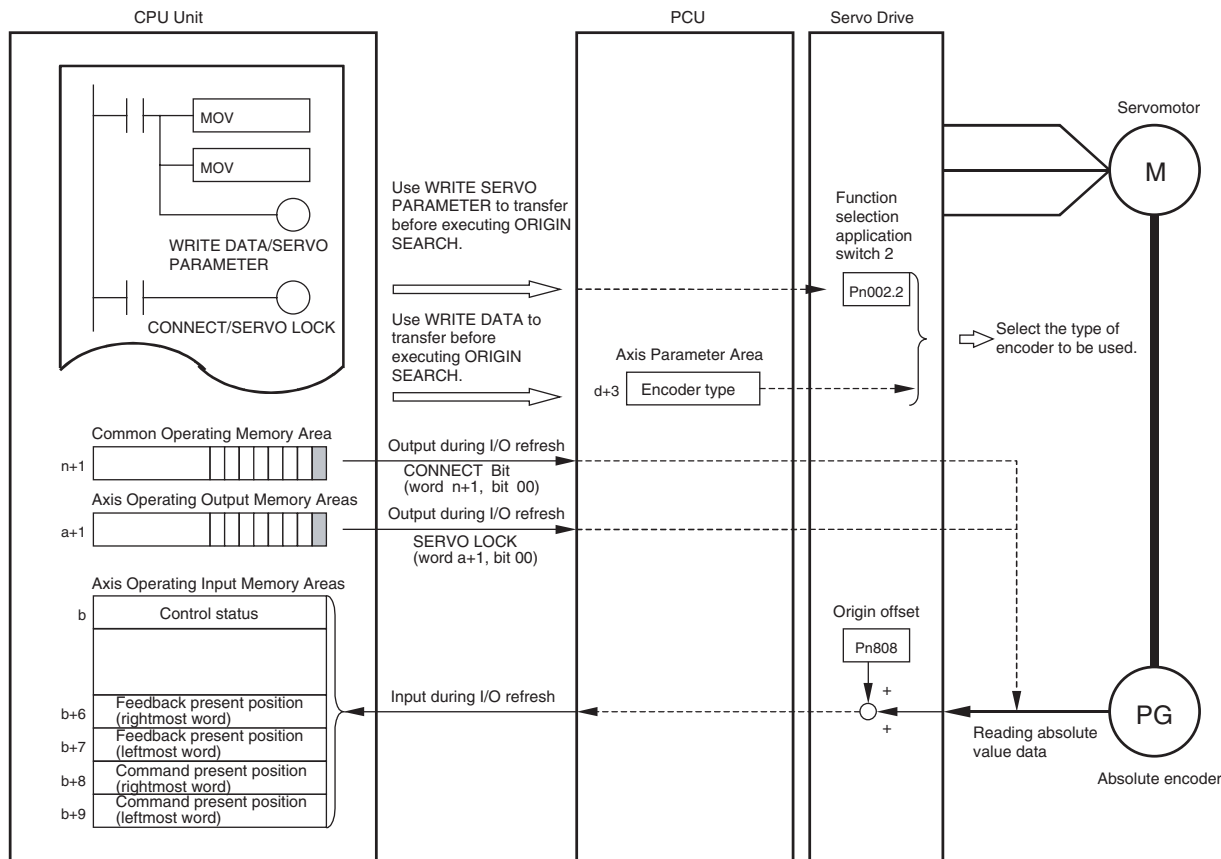 CPU Unit
PCU
Servo Drive
MOV
MOV
WRITE DATA/SERVO
PARAMETER
CONNECT/SERVO LOCK
Use WRITE SERVO
PARAMETER to transfer
before executing ORIGIN
SEARCH.
Use WRITE DATA to
transfer before
executing ORIGIN
SEARCH.
Axis Parameter Area
d+3
Encoder type
Function
selection
application
switch 2
Pn002.2
Select the type of
encoder to be used.
Servomotor
M
Common Operating Memory Area
n+1
Output during I/O refresh
CONNECT Bit
(word n+1, bit 00)
Axis Operating Output Memory Areas
a+1
Output during I/O refresh
SERVO LOCK
(word a+1, bit 00)
Axis Operating Input Memory Areas
b
Control status
b+6
Feedback present position
(rightmost word)
b+7
Feedback present position
(leftmost word)
b+8
Command present position
(rightmost word)
b+9
Command present position
(leftmost word)
Input during I/O refresh
Origin offset
Pn808
+
+
Reading absolute
value data
PG
Absolute encoder